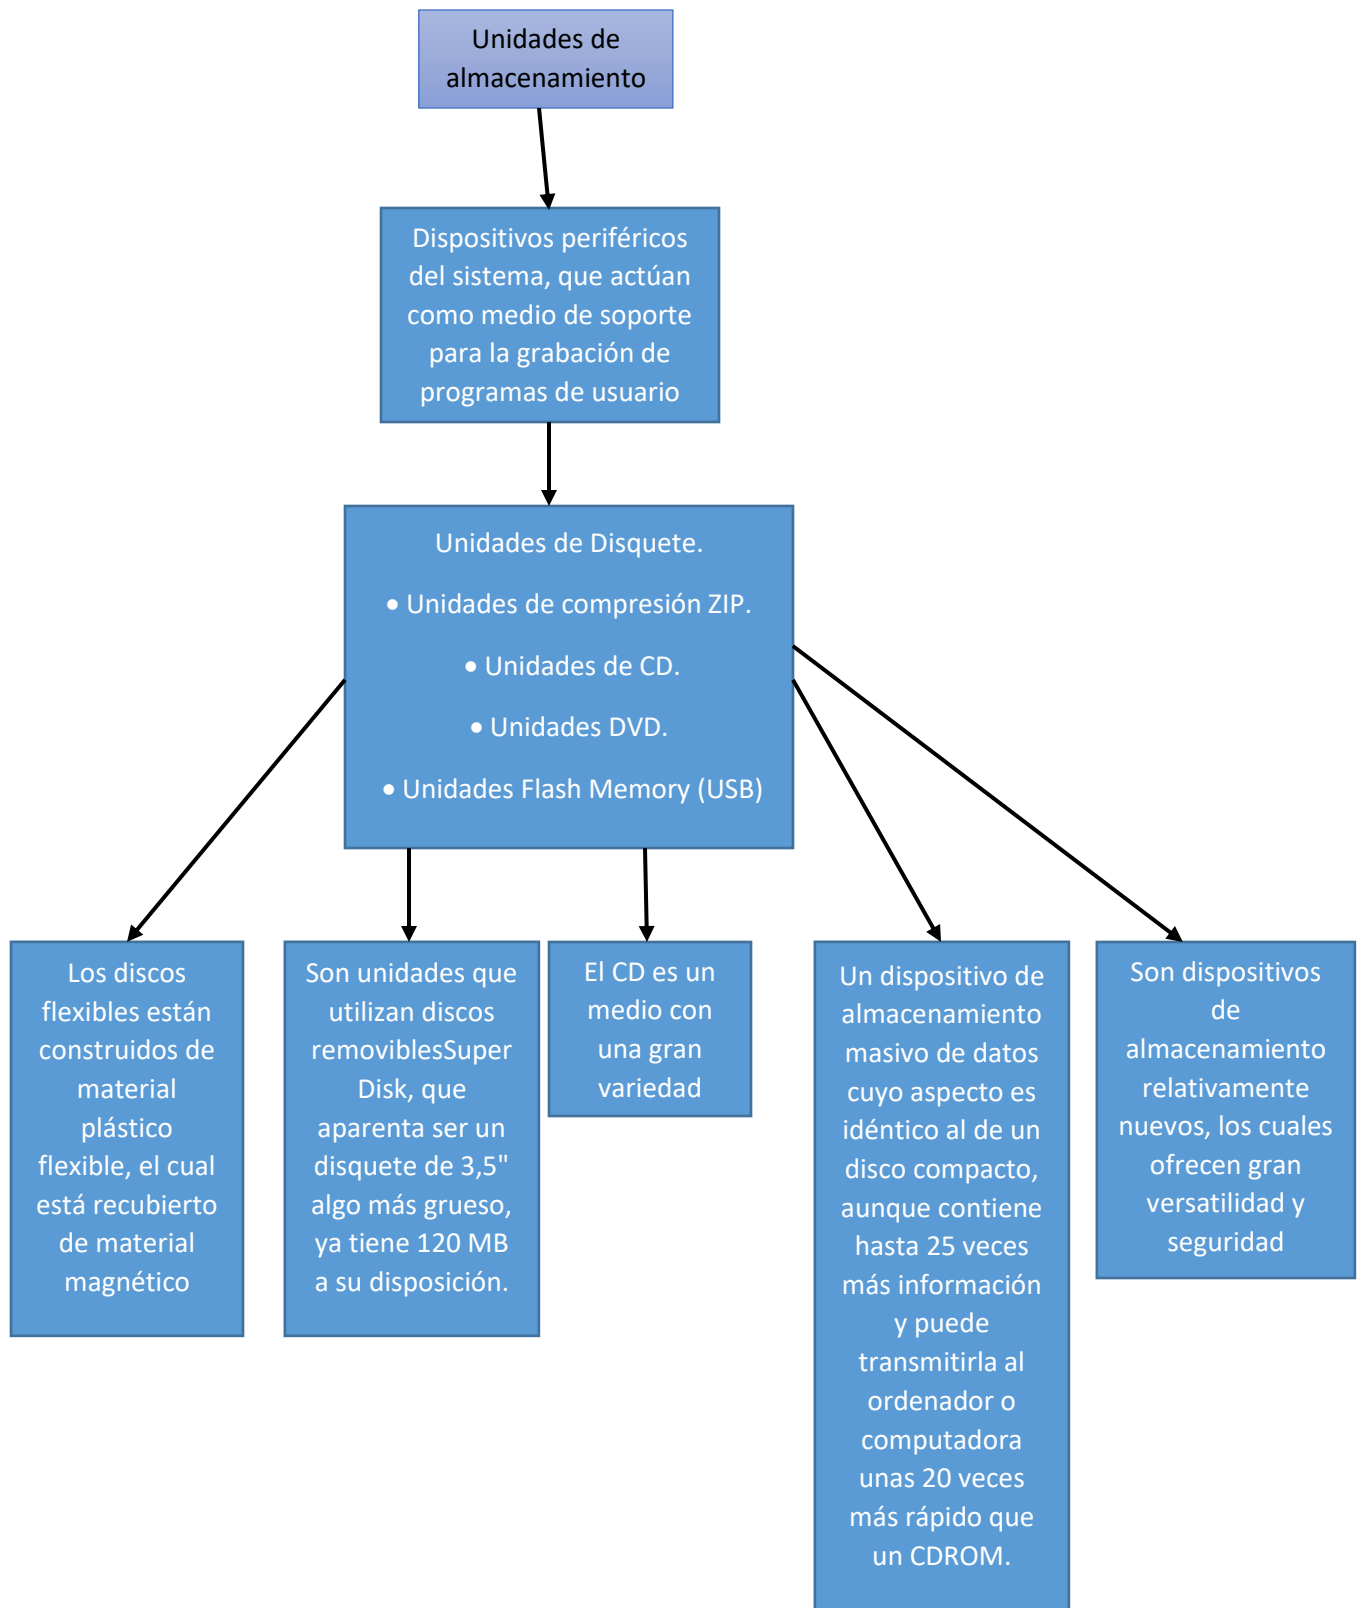 Unidades de
almacenamiento
Dispositivos periféricos
del sistema, que actúan
como medio de soporte
para la grabación de
programas de usuario
Unidades de Disquete.
• Unidades de compresión ZIP.
• Unidades de CD.
• Unidades DVD.
• Unidades Flash Memory (USB)
Los discos
flexibles están
construidos de
material
plástico
flexible, el cual
está recubierto
de material
magnético
Son unidades que
utilizan discos
removiblesSuper
Disk, que
aparenta ser un
disquete de 3,5"
algo más grueso,
ya tiene 120 MB
a su disposición.
El CD es un
medio con
una gran
variedad
Un dispositivo de
almacenamiento
masivo de datos
cuyo aspecto es
idéntico al de un
disco compacto,
aunque contiene
hasta 25 veces
más información
y puede
transmitirla al
ordenador o
computadora
unas 20 veces
más rápido que
un CDROM.
Son dispositivos
de
almacenamiento
relativamente
nuevos, los cuales
ofrecen gran
versatilidad y
seguridad